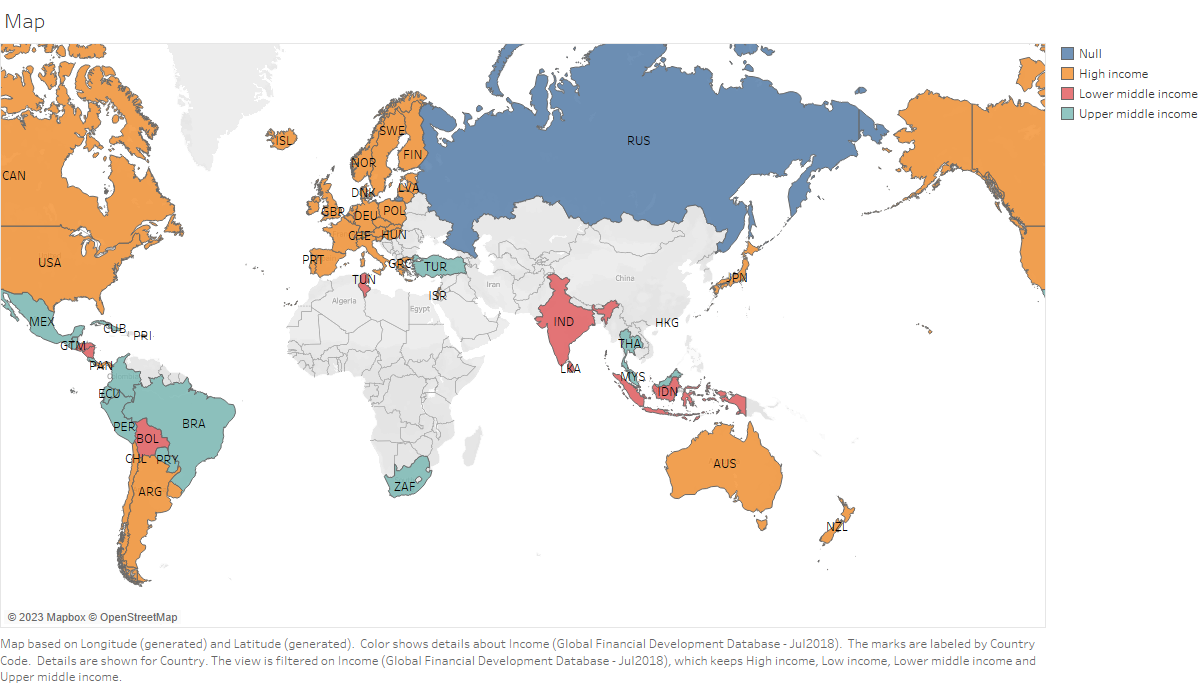 Map
Null
High income
Lower middle income
Upper middle income
RUS
ISL
SWE
FIN
NOR
CAN
DNK
LVA
GBR
DEU
POL
CHE
HUN
USA
PRT
GRC
TUR
TUN
ISR
Iran
China
JPN
Algeria
Egypt
MEX
CUB
PRI
IND
HKG
GTM
THA
PAN
LKA
MYS
ECU
IDN
PER
BRA
BOL
CHL
PRY
AUS
ARG
ZAF
NZL
© 2023 Mapbox © OpenStreetMap
Map based on Longitude (generated) and Latitude (generated).  Color shows details about Income (Global Financial Development Database - Jul2018).  The marks are labeled by Country
Code.  Details are shown for Country. The view is filtered on Income (Global Financial Development Database - Jul2018), which keeps High income, Low income, Lower middle income and
Upper middle income.